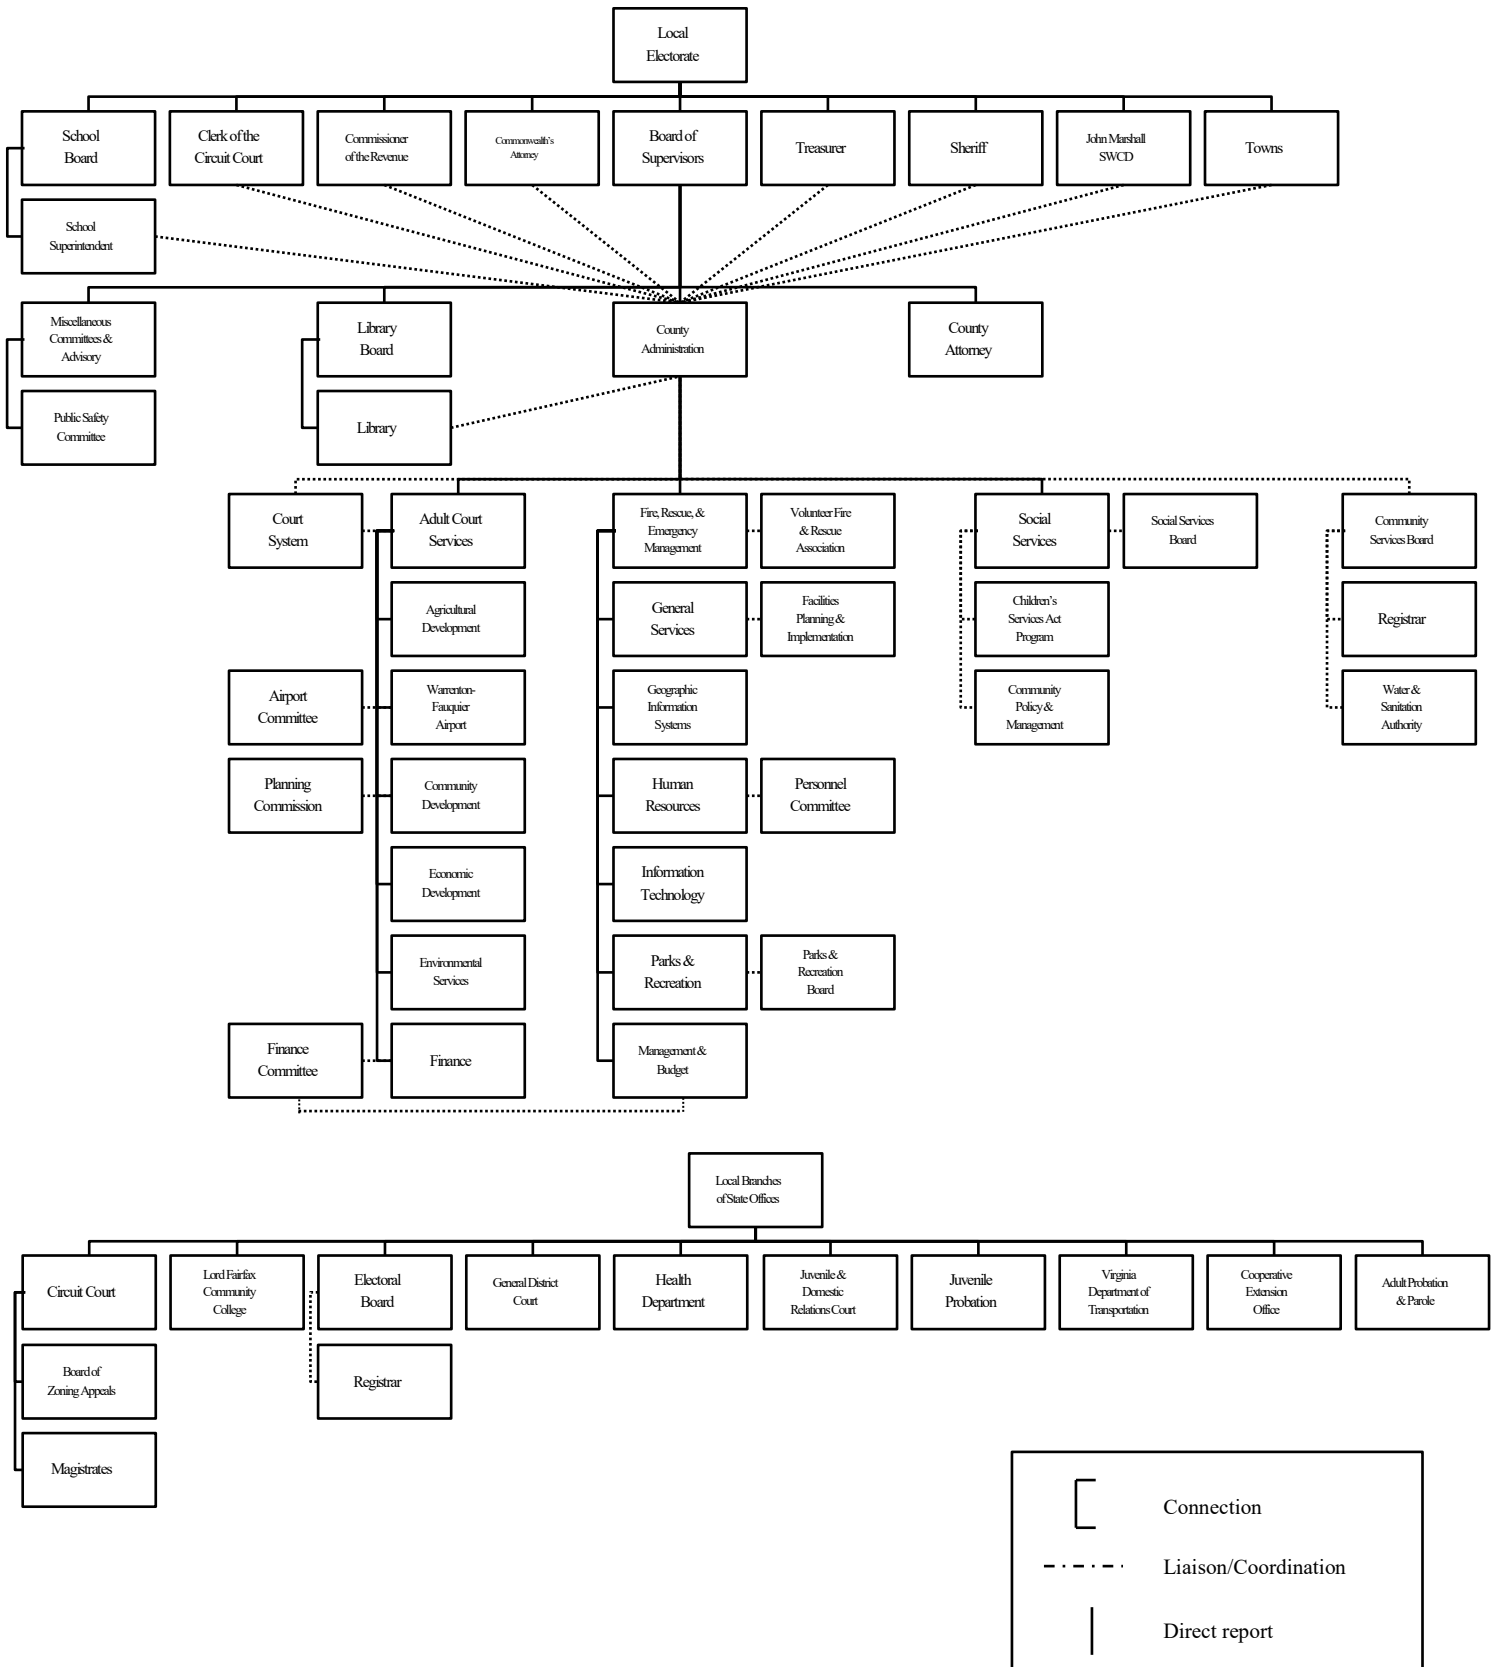 Local
Electorate
School
Board
Clerk of the
Circuit Court
Commissioner
of the Revenue
Commonwealth's
Attorney
Board of
Supervisors
Treasurer
Sheriff
John Marshall
SWCD
Towns
School
Superintendent
Miscellaneous
Committees &
Advisory
Library
Board
County
Administration
County
Attorney
Public Safety
Committee
Library
Court
System
Adult Court
Services
Fire, Rescue, &
Emergency
Management
Volunteer Fire
& Rescue
Association
Social
Services
Social Services
Board
Community
Services Board
Agricultural
Development
General
Services
Facilities
Planning &
Implementation
Children's
Services Act
Program
Registrar
Airport
Committee
Warrenton-
Fauquier
Airport
Geographic
Information
Systems
Community
Policy &
Management
Water &
Sanitation
Authority
Planning
Commission
Community
Development
Human
Resources
Personnel
Committee
Economic
Development
Information
Technology
Environmental
Services
Parks &
Recreation
Parks &
Recreation
Board
Finance
Committee
Finance
Management &
Budget
Local Branches
of State Offices
Circuit Court
Lord Fairfax
Community
College
Electoral
Board
General District
Court
Health
Department
Juvenile &
Domestic
Relations Court
Juvenile
Probation
Virginia
Department of
Transportation
Cooperative
Extension
Office
Adult Probation
& Parole
Board of
Zoning Appeals
Registrar
Magistrates
Connection
Liaison/Coordination
Direct report